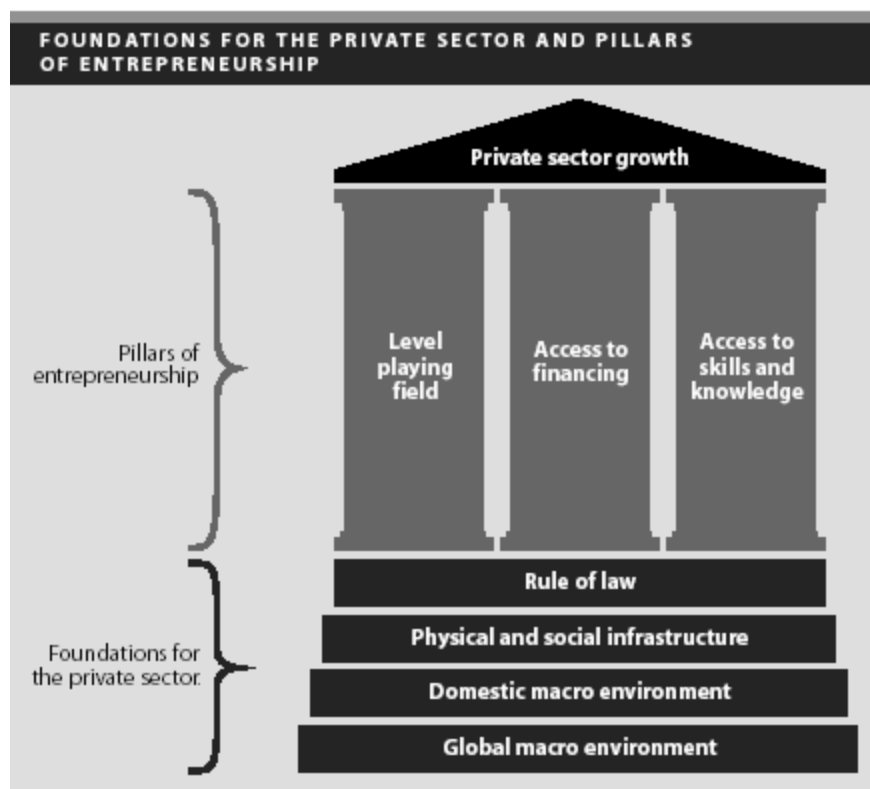 FOUNDATIONS FOR THE PRIVATE SECTOR AND PILLARS
OF ENTREPRENEURSHIP
Private sector growth
Pillars of
entrepreneurship
Level
playing
field
Access to
financing
Access to
skills and
knowledge
Foundations for
the private sector.
Rule of law
Physical and social infrastructure
Domestic macro environment
Global macro environment